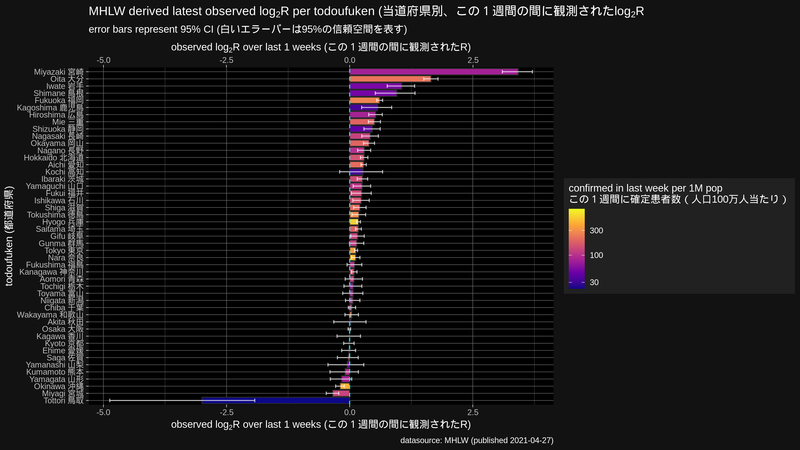 MHLW derived latest observed log₂R per todoufuken (当道府県別、この１週間の間に観測されたlog₂R
error bars represent 95% CI (白いエラーバーは95%の信頼空間を表す)
observed log₂R over last 1 weeks (この１週間の間に観測されたR)
-5.0 -2.5 0.0 2.5
Miyazaki 宮崎
Oita 大分
Iwate 岩手
Shimane 島根
Fukuoka 福岡
Kagoshima 鹿児島
Hiroshima 広島
Mie 三重
Shizuoka 静岡
Nagasaki 長崎
Okayama 岡山
Nagano 長野
Hokkaido 北海道
Aichi 愛知
Kochi 高知
Ibaraki 茨城
Yamaguchi 山口
Fukui 福井
Ishikawa 石川
Shiga 滋賀
Tokushima 徳島
Hyogo 兵庫
Saitama 埼玉
Gifu 岐阜
Gunma 群馬
Tokyo 東京
Nara 奈良
Fukushima 福島
Kanagawa 神奈川
Aomori 青森
Tochigi 栃木
Toyama 富山
Niigata 新潟
Chiba 千葉
Wakayama 和歌山
Akita 秋田
Osaka 大阪
Kagawa 香川
Kyoto 京都
Ehime 愛媛
Saga 佐賀
Yamanashi 山梨
Kumamoto 熊本
Yamagata 山形
Okinawa 沖縄
Miyagi 宮城
Tottori 鳥取
todoufuken (都道府県)
-5.0 -2.5 0.0 2.5
observed log₂R over last 1 weeks (この１週間の間に観測されたR)
confirmed in last week per 1M pop
この１週間に確定患者数（人口100万人当たり）
300
100
30
datasource: MHLW (published 2021-04-27)